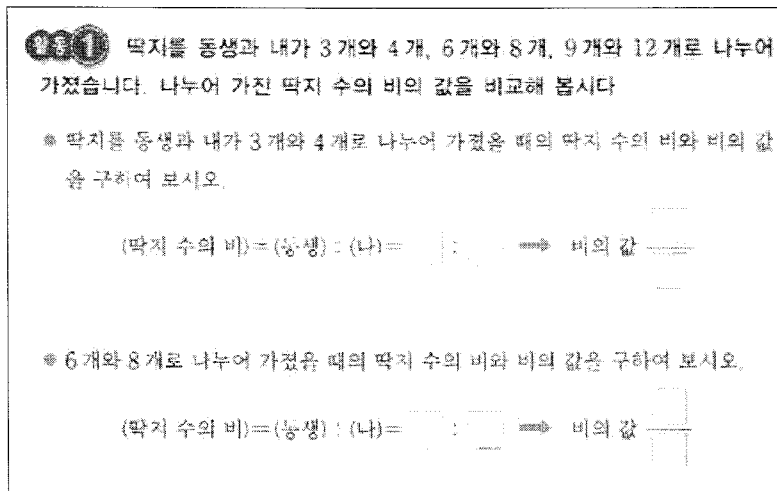 활동 1 딱지를 동생과 내가 3개와 4개, 6개와 8개, 9개와 12개로 나누어
가졌습니다. 나누어 가진 딱지 수의 비의 값을 비교해 봅시다
딱지를 동생과 내가 3개와 4개로 나누어 가졌을 때의 딱지 수의 비와 비의 값
을 구하여 보시오.
(딱지 수의 비)=(동생) : (나)= : ➡ 비의 값
6개와 8개로 나누어 가졌을 때의 딱지 수의 비와 비의 값을 구하여 보시오.
(딱지 수의 비)=(동생) : (나)= : ➡ 비의 값